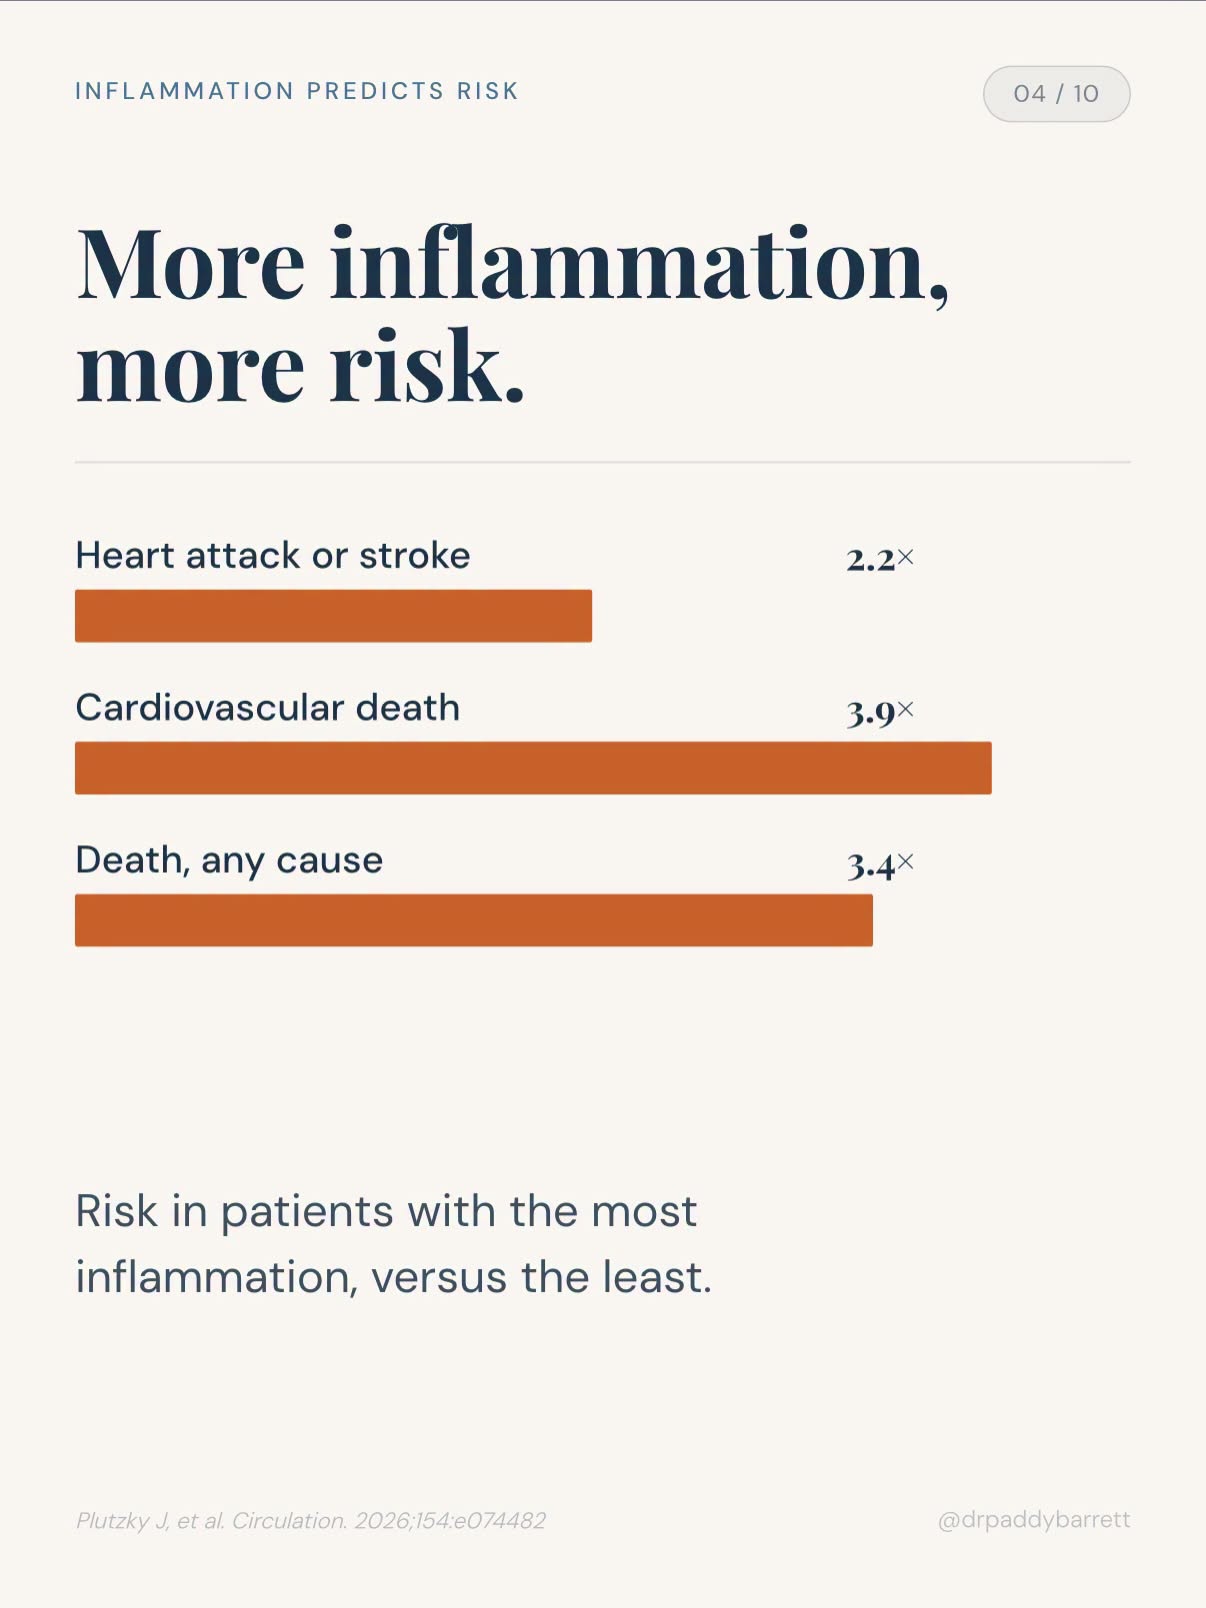 INFLAMMATION PREDICTS RISK
04 / 10
More inflammation,
more risk.
Heart attack or stroke
2.2×
Cardiovascular death
3.9×
Death, any cause
3.4×
Risk in patients with the most
inflammation, versus the least.
Plutzky J, et al. Circulation. 2026;154:e074482
@drpaddybarrett